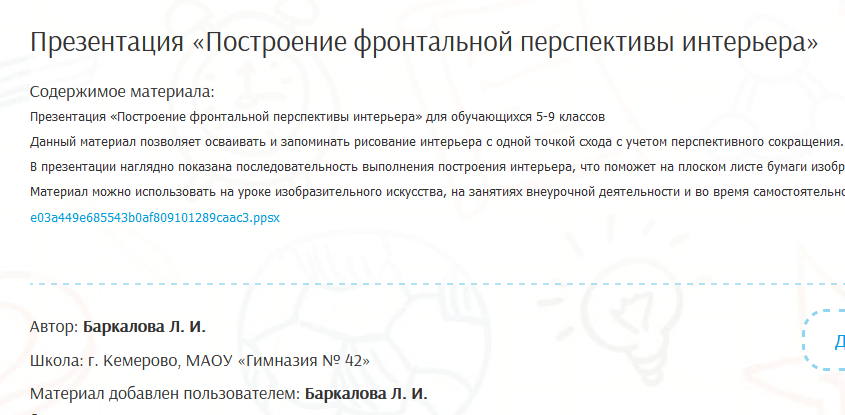 Презентация «Построение фронтальной перспективы интерьера»
Содержимое материала:
Презентация «Построение фронтальной перспективы интерьера» для обучающихся 5-9 классов
Данный материал позволяет осваивать и запоминать рисование интерьера с одной точкой схода с учетом перспективного сокращения.
В презентации наглядно показана последовательность выполнения построения интерьера, что поможет на плоском листе бумаги изобр
Материал можно использовать на уроке изобразительного искусства, на занятиях внеурочной деятельности и во время самостоятельно
e03a449e685543b0af809101289caac3.ppsx
Автор: Баркалова Л. И.
Д
Школа: г. Кемерово, МАОУ «Гимназия № 42»
Материал добавлен пользователем: Баркалова Л. И.